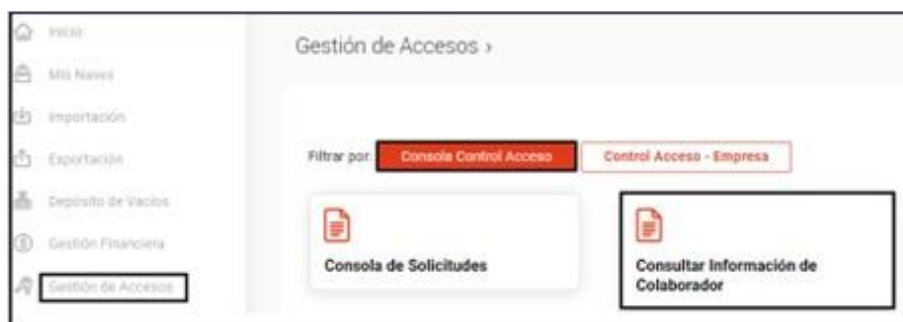 Inicio
Mis Naves
Importación
Exportación
Depósito de Vacíos
Gestión Financiera
Gestión de Accesos
Gestión de Accesos ›
Filtrar por: Consola Control Acceso Control Acceso - Empresa
Consola de Solicitudes
Consultar Información de
Colaborador